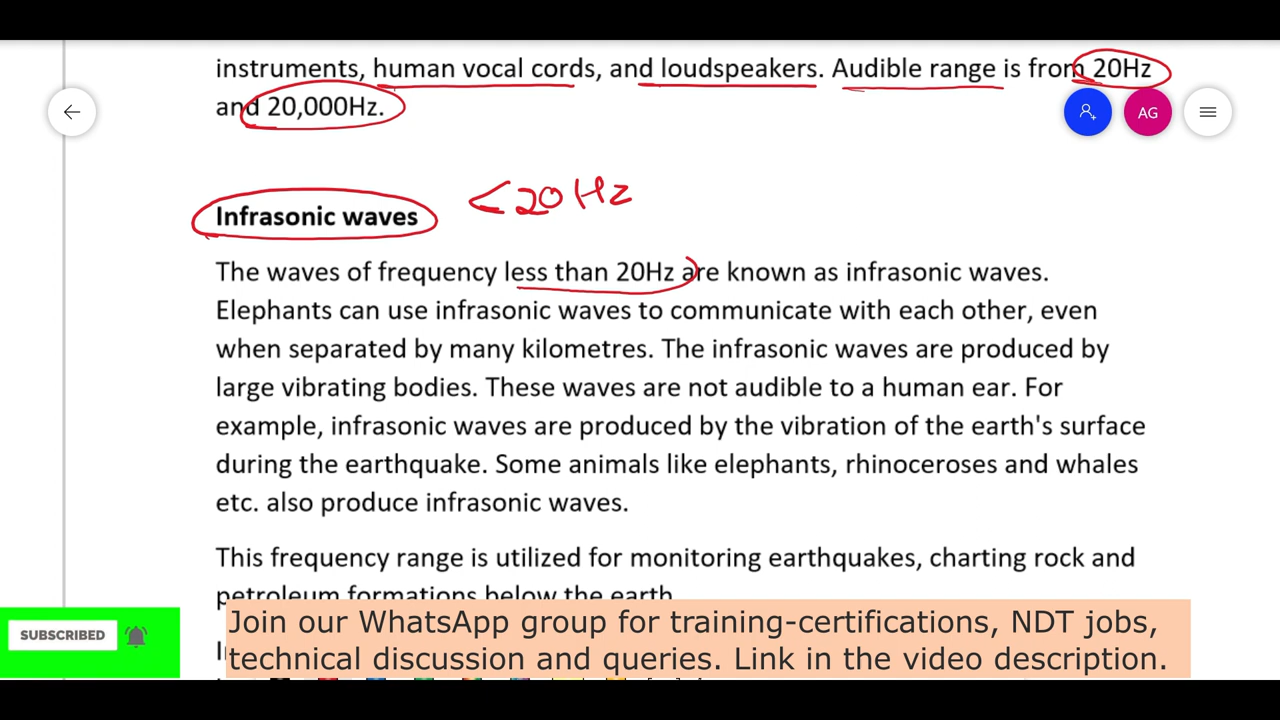 instruments, human vocal cords, and loudspeakers. Audible range is from 20Hz
and 20,000Hz.
AG
Infrasonic waves <20Hz
The waves of frequency less than 20Hz are known as infrasonic waves.
Elephants can use infrasonic waves to communicate with each other, even
when separated by many kilometres. The infrasonic waves are produced by
large vibrating bodies. These waves are not audible to a human ear. For
example, infrasonic waves are produced by the vibration of the earth's surface
during the earthquake. Some animals like elephants, rhinoceroses and whales
etc. also produce infrasonic waves.
This frequency range is utilized for monitoring earthquakes, charting rock and
petroleum formations below the earth
SUBSCRIBED
Join our WhatsApp group for training-certifications, NDT jobs,
technical discussion and queries. Link in the video description.